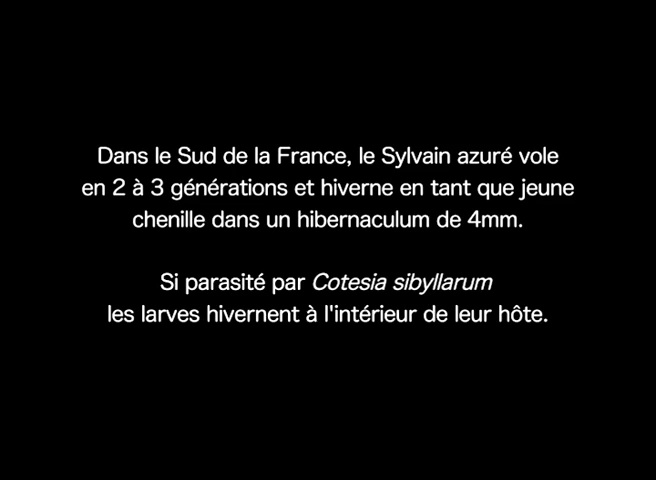 Dans le Sud de la France, le Sylvain azuré vole
en 2 à 3 générations et hiverne en tant que jeune
chenille dans un hibernaculum de 4mm.
Si parasité par Cotesia sibyllarum
les larves hivernent à l'intérieur de leur hôte.